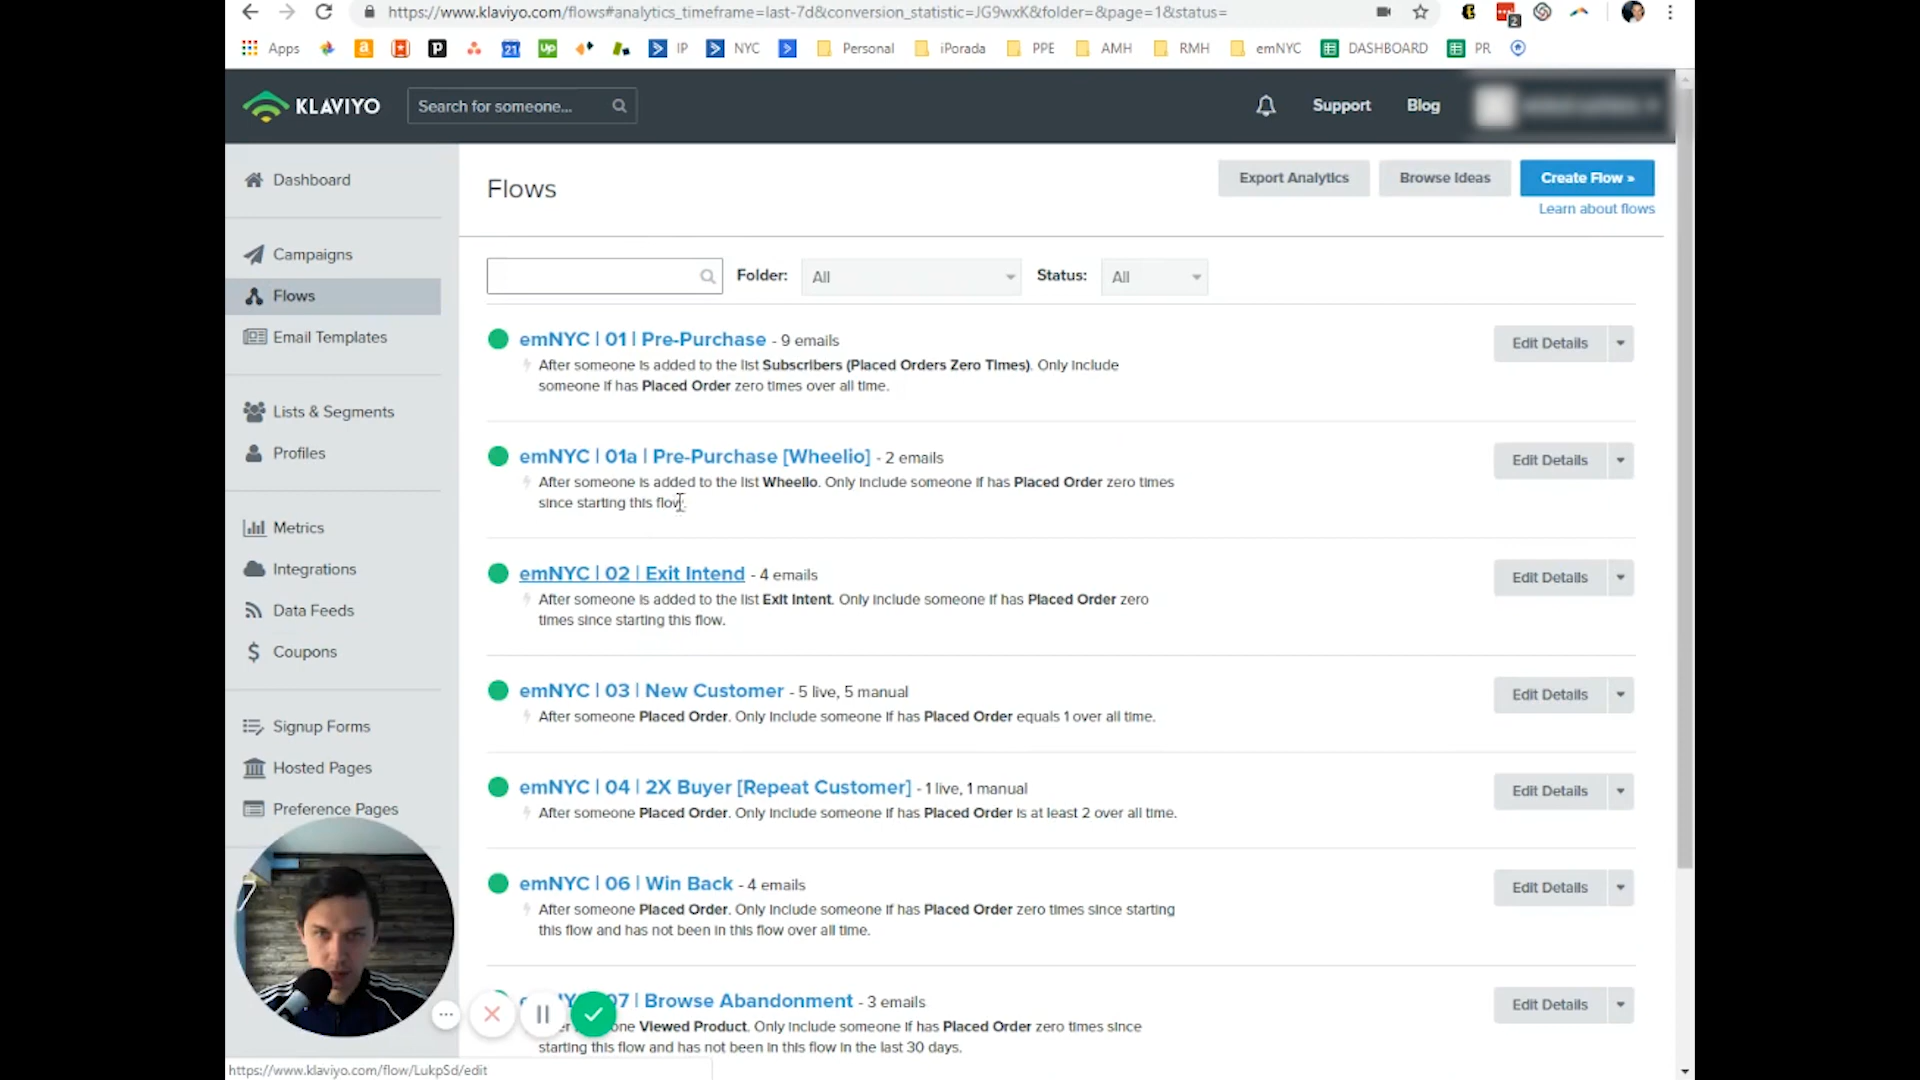 https://www.klaviyo.com/flows#analytics_timeframe=last-7d&conversion_statistic=JG9wxK&folder=&page=1&status=
2
Apps
21
up
IP
NYC
Personal
iPorada
PPE
AMH
RMH
emNYC
DASHBOARD
PR
KLAVIYO
Search for someone...
Support
Blog
Dashboard
Campaigns
Flows
Email Templates
Lists & Segments
Profiles
Metrics
Integrations
Data Feeds
Coupons
Signup Forms
Hosted Pages
Preference Pages
Flows
Export Analytics
Browse Ideas
Create Flow »
Learn about flows
Folder:
All
Status:
All
emNYC | 01 | Pre-Purchase - 9 emails
After someone is added to the list Subscribers (Placed Orders Zero Times). Only include
someone if has Placed Order zero times over all time.
Edit Details
emNYC | 01a | Pre-Purchase [Wheelio] - 2 emails
After someone is added to the list Wheelio. Only include someone if has Placed Order zero times
since starting this flow.
Edit Details
emNYC | 02 | Exit Intend - 4 emails
After someone is added to the list Exit Intent. Only include someone if has Placed Order zero
times since starting this flow.
Edit Details
emNYC | 03 | New Customer - 5 live, 5 manual
After someone Placed Order. Only include someone if has Placed Order equals 1 over all time.
Edit Details
emNYC | 04 | 2X Buyer [Repeat Customer] - 1 live, 1 manual
After someone Placed Order. Only include someone if has Placed Order is at least 2 over all time.
Edit Details
emNYC | 06 | Win Back - 4 emails
After someone Placed Order. Only include someone if has Placed Order zero times since starting
this flow and has not been in this flow over all time.
Edit Details
07 | Browse Abandonment - 3 emails
Viewed Product. Only include someone if has Placed Order zero times since
starting this flow and has not been in this flow in the last 30 days.
Edit Details
https://www.klaviyo.com/flow/LukpSd/edit